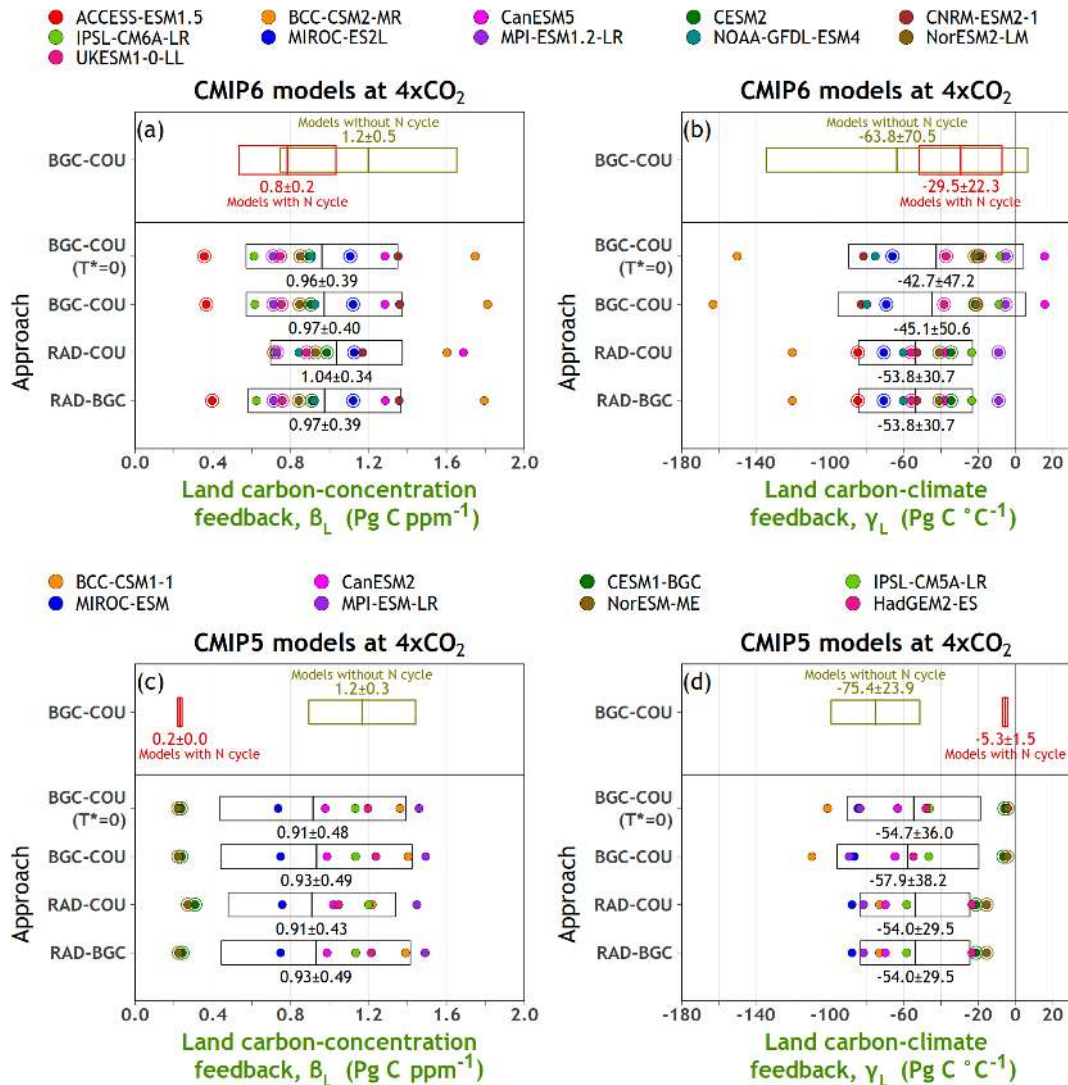 ACCESS-ESM1.5 BCC-CSM2-MR CanESM5 CESM2 CNRM-ESM2-1
IPSL-CM6A-LR MIROC-ES2L MPI-ESM1.2-LR NOAA-GFDL-ESM4 NorESM2-LM
UKESM1-0-LL
CMIP6 models at 4xCO₂
(a)
Models without N cycle
1.2±0.5
BGC-COU
0.8±0.2
Models with N cycle
BGC-COU
(T*=0)
0.96±0.39
BGC-COU
0.97±0.40
RAD-COU
1.04±0.34
RAD-BGC
0.97±0.39
Approach
0.0 0.4 0.8 1.2 1.6 2.0
Land carbon-concentration
feedback, β_L (Pg C ppm⁻¹)
CMIP6 models at 4xCO₂
(b)
Models without N cycle
-63.8±70.5
BGC-COU
-29.5±22.3
Models with N cycle
BGC-COU
(T*=0)
-42.7±47.2
BGC-COU
-45.1±50.6
RAD-COU
-53.8±30.7
RAD-BGC
-53.8±30.7
Approach
-180 -140 -100 -60 -20 0 20
Land carbon-climate
feedback, γ_L (Pg C °C⁻¹)
BCC-CSM1-1 CanESM2 CESM1-BGC IPSL-CM5A-LR
MIROC-ESM MPI-ESM-LR NorESM-ME HadGEM2-ES
CMIP5 models at 4xCO₂
(c)
Models without N cycle
1.2±0.3
BGC-COU
0.2±0.0
Models with N cycle
BGC-COU
(T*=0)
0.91±0.48
BGC-COU
0.93±0.49
RAD-COU
0.91±0.43
RAD-BGC
0.93±0.49
Approach
0.0 0.4 0.8 1.2 1.6 2.0
Land carbon-concentration
feedback, β_L (Pg C ppm⁻¹)
CMIP5 models at 4xCO₂
(d)
Models without N cycle
-75.4±23.9
BGC-COU
-5.3±1.5
Models with N cycle
BGC-COU
(T*=0)
-54.7±36.0
BGC-COU
-57.9±38.2
RAD-COU
-54.0±29.5
RAD-BGC
-54.0±29.5
Approach
-180 -140 -100 -60 -20 0 20
Land carbon-climate
feedback, γ_L (Pg C °C⁻¹)